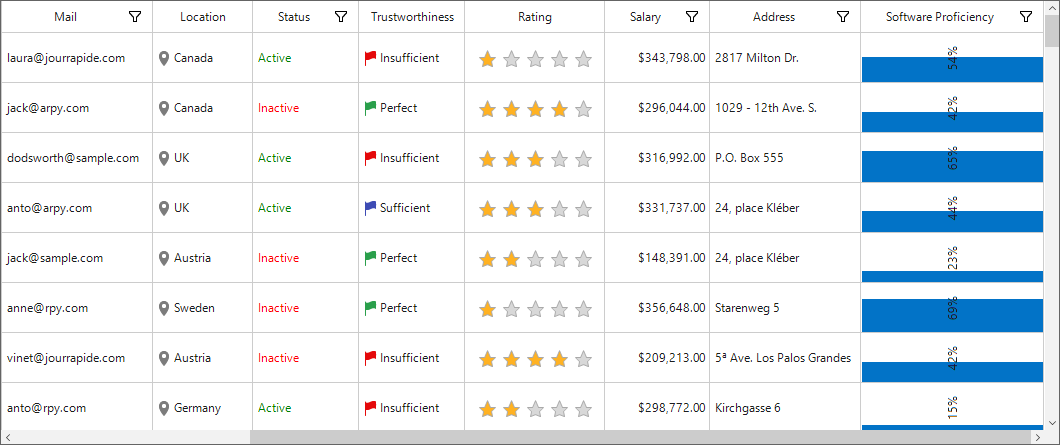 Mail Location Status Trustworthiness Rating Salary Address Software Proficiency
laura@jourrapide.com Canada Active Insufficient $343,798.00 2817 Milton Dr. 54%
jack@arpy.com Canada Inactive Perfect $296,044.00 1029 - 12th Ave. S. 42%
dodsworth@sample.com UK Active Insufficient $316,992.00 P.O. Box 555 65%
anto@arpy.com UK Active Sufficient $331,737.00 24, place Kléber 44%
jack@sample.com Austria Inactive Perfect $148,391.00 24, place Kléber 23%
anne@rpy.com Sweden Inactive Perfect $356,648.00 Starenweg 5 69%
vinet@jourrapide.com Austria Inactive Insufficient $209,213.00 5ª Ave. Los Palos Grandes 42%
anto@rpy.com Germany Active Insufficient $298,772.00 Kirchgasse 6 15%